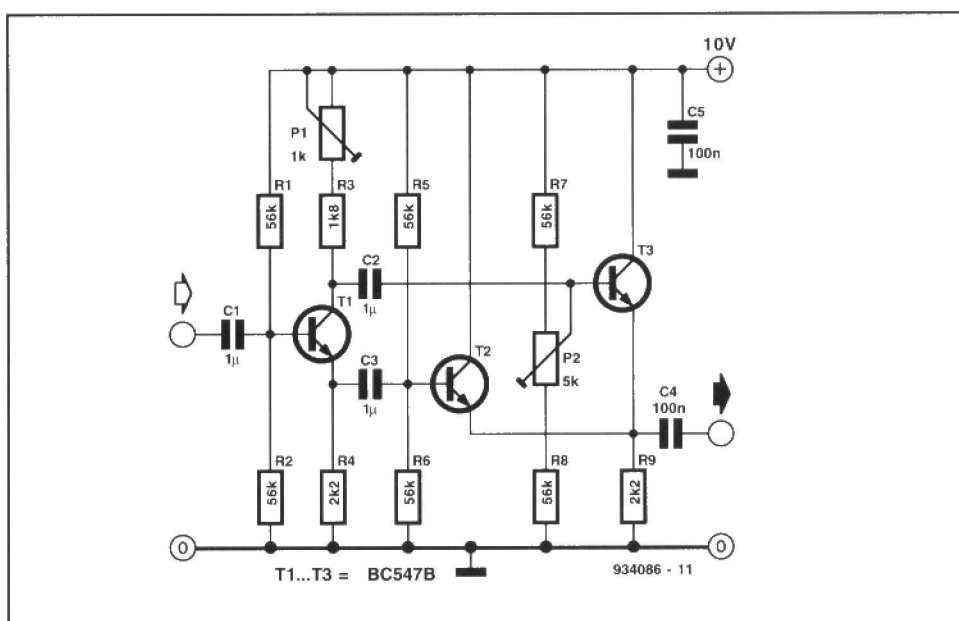 10V
+
C5
100n
P1
1k
R1
56k
R3
1k8
R5
56k
R7
56k
T3
C2
1µ
T1
C1
1µ
C3
1µ
T2
P2
5k
C4
100n
R2
56k
R4
2k2
R6
56k
R8
56k
R9
2k2
0
0
T1...T3 = BC547B
934086 - 11